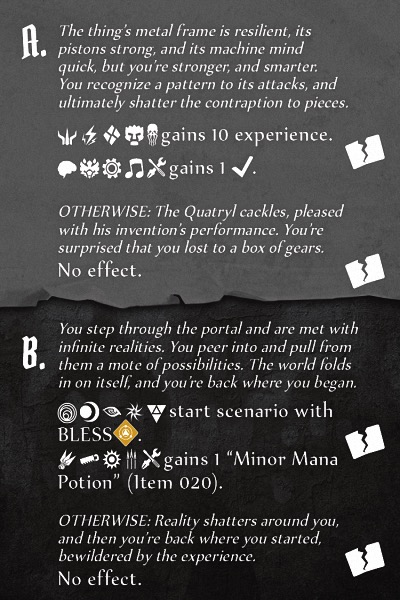 A. The thing's metal frame is resilient, its
pistons strong, and its machine mind
quick, but you're stronger, and smarter.
You recognize a pattern to its attacks, and
ultimately shatter the contraption to pieces.
gains 10 experience.
gains 1 ✔.
OTHERWISE: The Quatryl cackles, pleased
with his invention's performance. You're
surprised that you lost to a box of gears.
No effect.
B. You step through the portal and are met with
infinite realities. You peer into and pull from
them a mote of possibilities. The world folds
in on itself, and you're back where you began.
start scenario with
BLESS.
gains 1 “Minor Mana
Potion” (Item 020).
OTHERWISE: Reality shatters around you,
and then you're back where you started,
bewildered by the experience.
No effect.